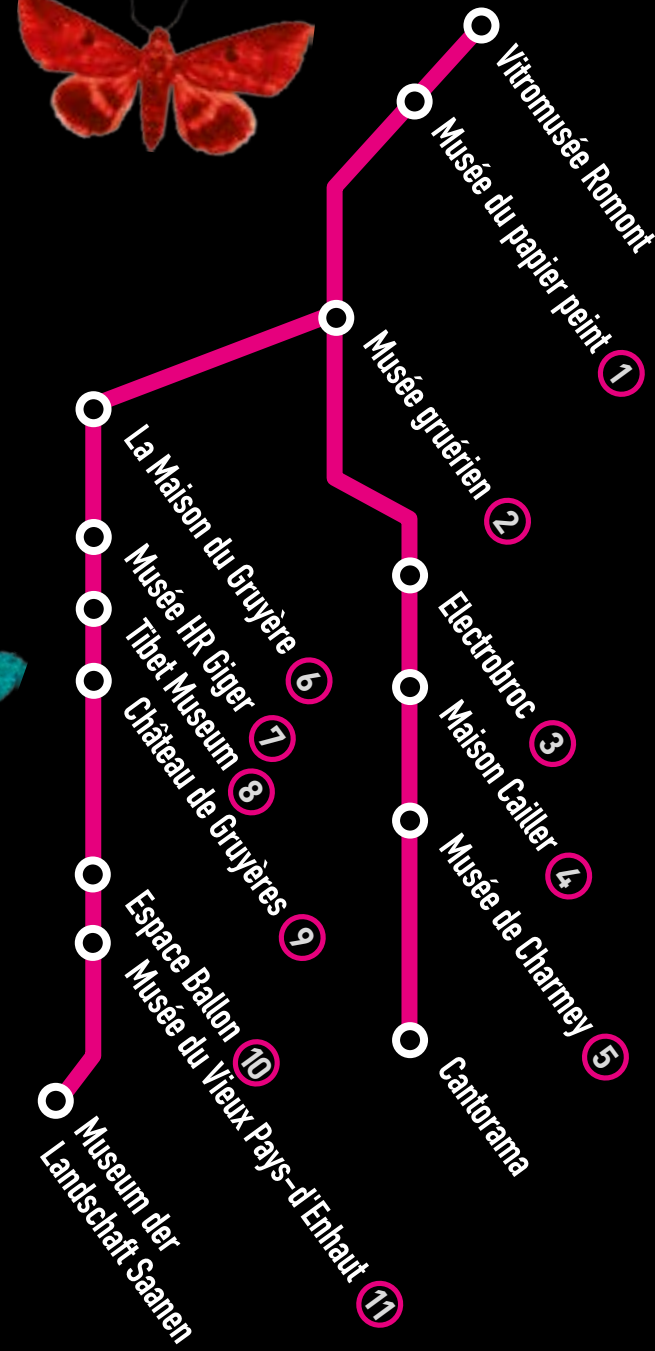 Vitromusée Romont
Musée du papier peint 1
Musée gruérien 2
Electrobroc 3
Maison Cailler 4
Musée de Charmey 5
Cantorama
La Maison du Gruyère 6
Musée HR Giger 7
Tibet Museum 8
Château de Gruyères 9
Espace Ballon 10
Musée du Vieux Pays-d'Enhaut 11
Museum der
Landschaft Saanen